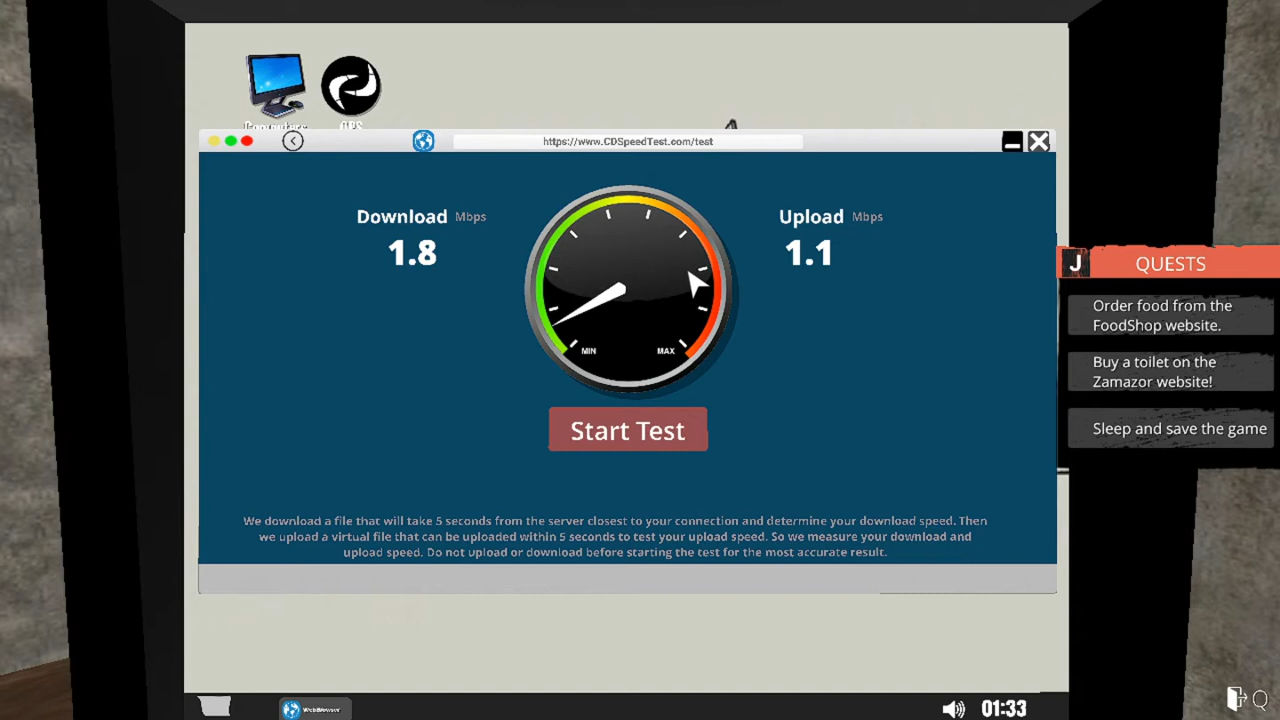 Computers
OBS
https://www.CDSpeedTest.com/test
Download Mbps
1.8
Upload Mbps
1.1
MIN
MAX
Start Test
We download a file that will take 5 seconds from the server closest to your connection and determine your download speed. Then
we upload a virtual file that can be uploaded within 5 seconds to test your upload speed. So we measure your download and
upload speed. Do not upload or download before starting the test for the most accurate result.
J
QUESTS
Order food from the
FoodShop website.
Buy a toilet on the
Zamazor website!
Sleep and save the game
WebBrowser
01:33
Q